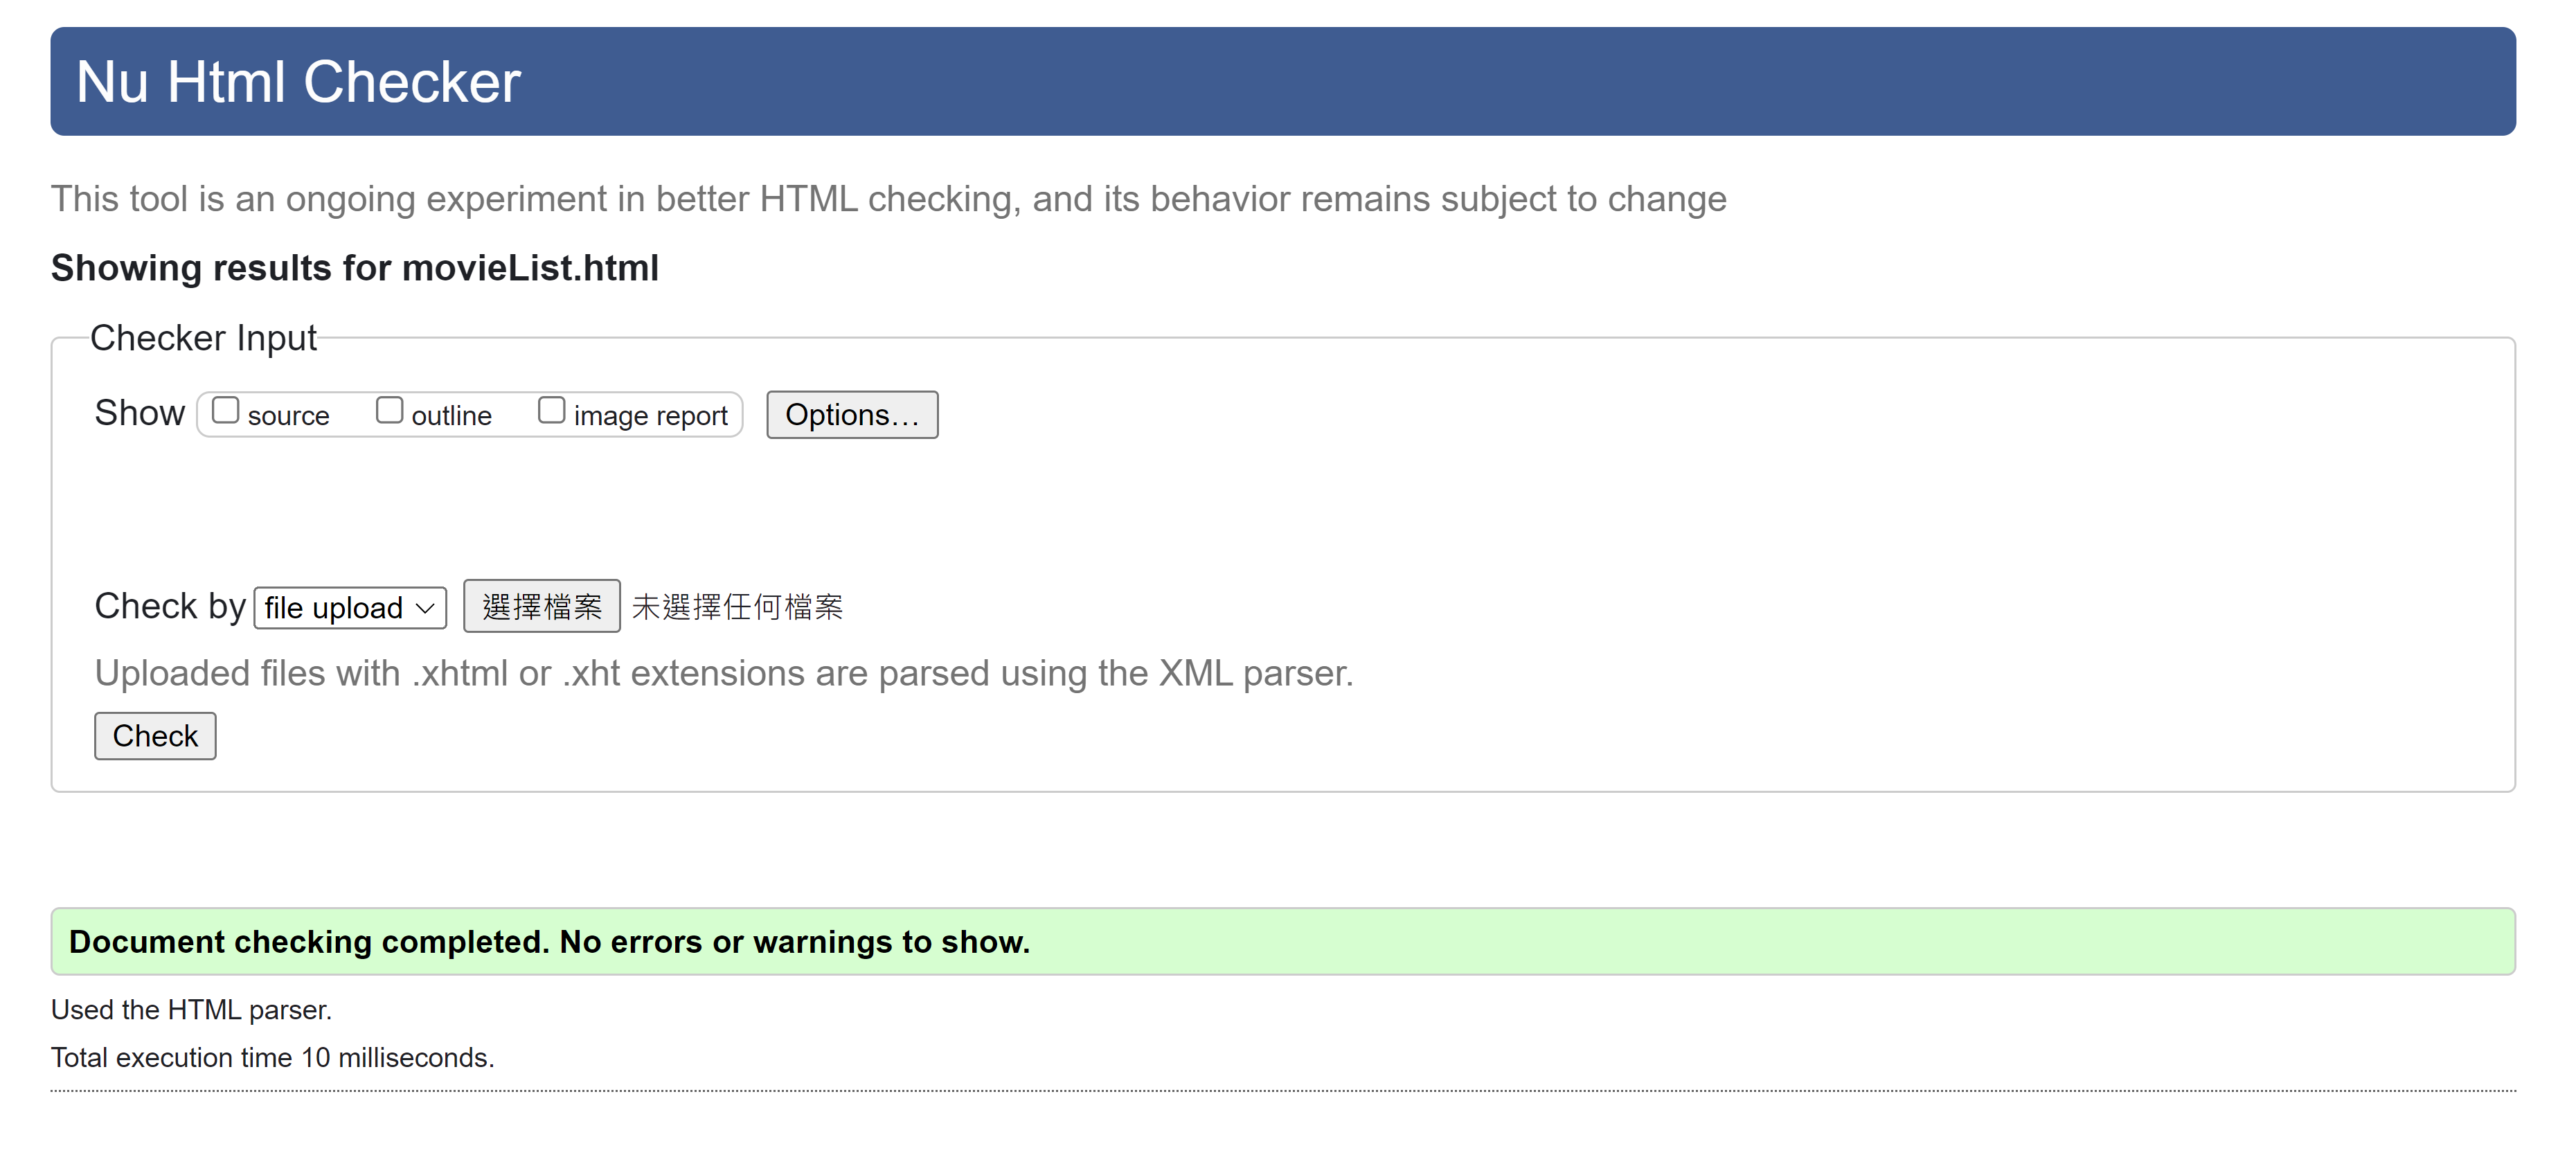 Nu Html Checker
This tool is an ongoing experiment in better HTML checking, and its behavior remains subject to change
Showing results for movieList.html
Checker Input
Show source outline image report Options…
Check by file upload 選擇檔案 未選擇任何檔案
Uploaded files with .xhtml or .xht extensions are parsed using the XML parser.
Check
Document checking completed. No errors or warnings to show.
Used the HTML parser.
Total execution time 10 milliseconds.